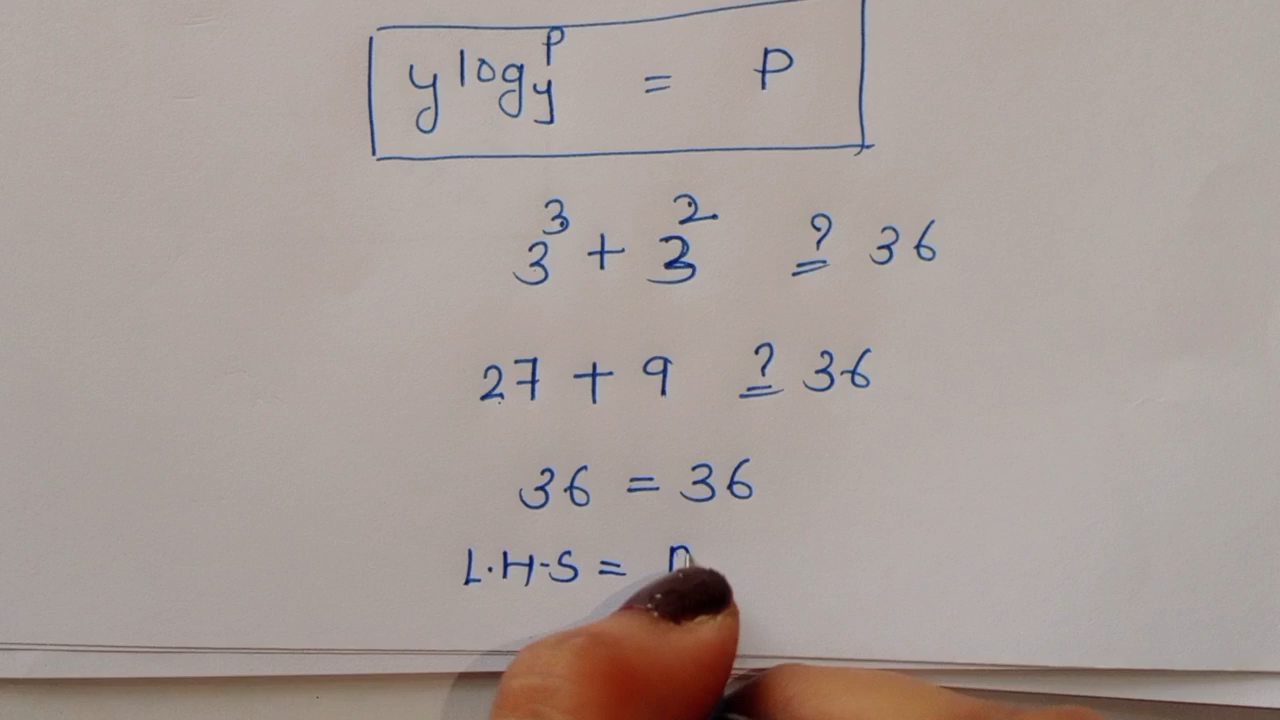 y^log_y^P = P
3^3 + 3^2 ?= 36
27 + 9 ?= 36
36 = 36
L.H.S =